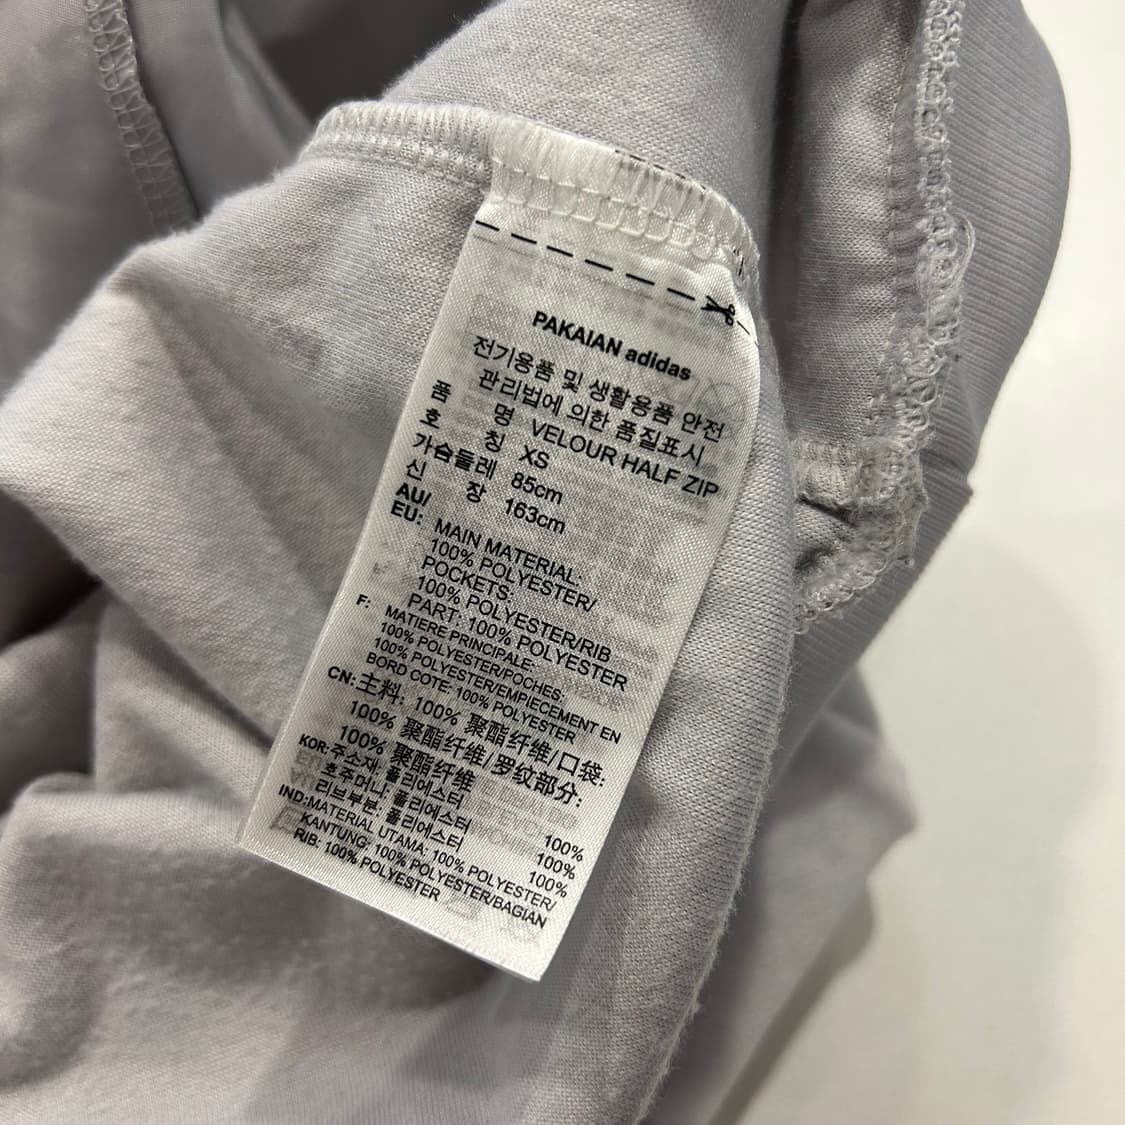 PAKAIAN adidas
전기용품 및 생활용품 안전
관리법에 의한 품질표시
품 명 VELOUR HALF ZIP
호 칭 XS
가슴둘레 85cm
신 장 163cm
AU/
EU: MAIN MATERIAL:
100% POLYESTER/
POCKETS:
100% POLYESTER/RIB
PART: 100% POLYESTER
F: MATIERE PRINCIPALE:
100% POLYESTER/POCHES:
100% POLYESTER/EMPIECEMENT EN
BORD COTE: 100% POLYESTER
CN: 主料: 100% 聚酯纤维/口袋:
100% 聚酯纤维/罗纹部分:
100% 聚酯纤维
KOR: 주소재: 폴리에스터 100%
호주머니: 폴리에스터 100%
리브부분: 폴리에스터 100%
IND: MATERIAL UTAMA: 100% POLYESTER/
KANTUNG: 100% POLYESTER/BAGIAN
RIB: 100% POLYESTER